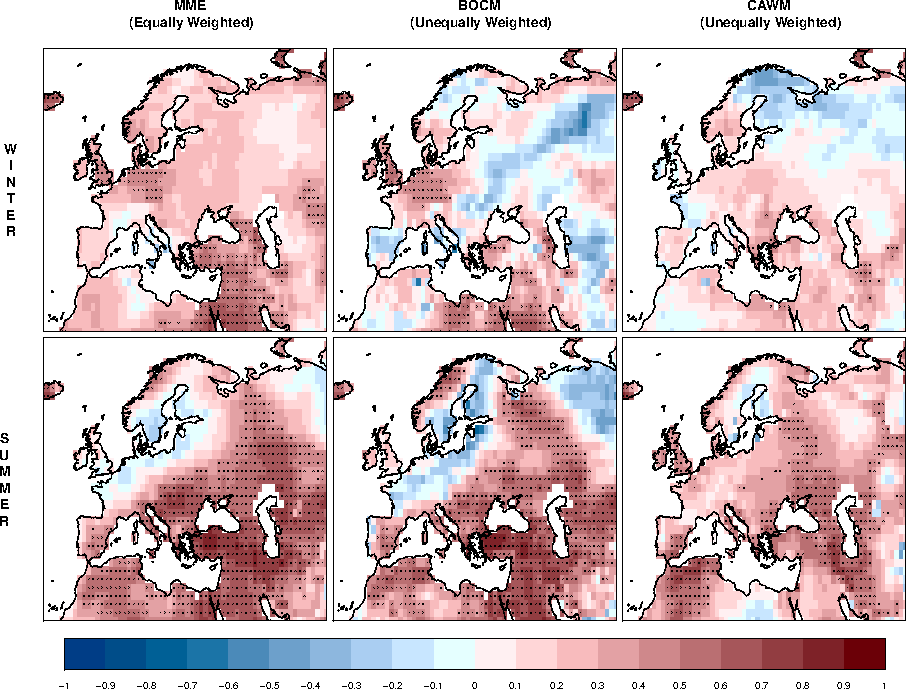 MME
(Equally Weighted)
BOCM
(Unequally Weighted)
CAWM
(Unequally Weighted)
WINTER
SUMMER
−1 −0.9 −0.8 −0.7 −0.6 −0.5 −0.4 −0.3 −0.2 −0.1 0 0.1 0.2 0.3 0.4 0.5 0.6 0.7 0.8 0.9 1